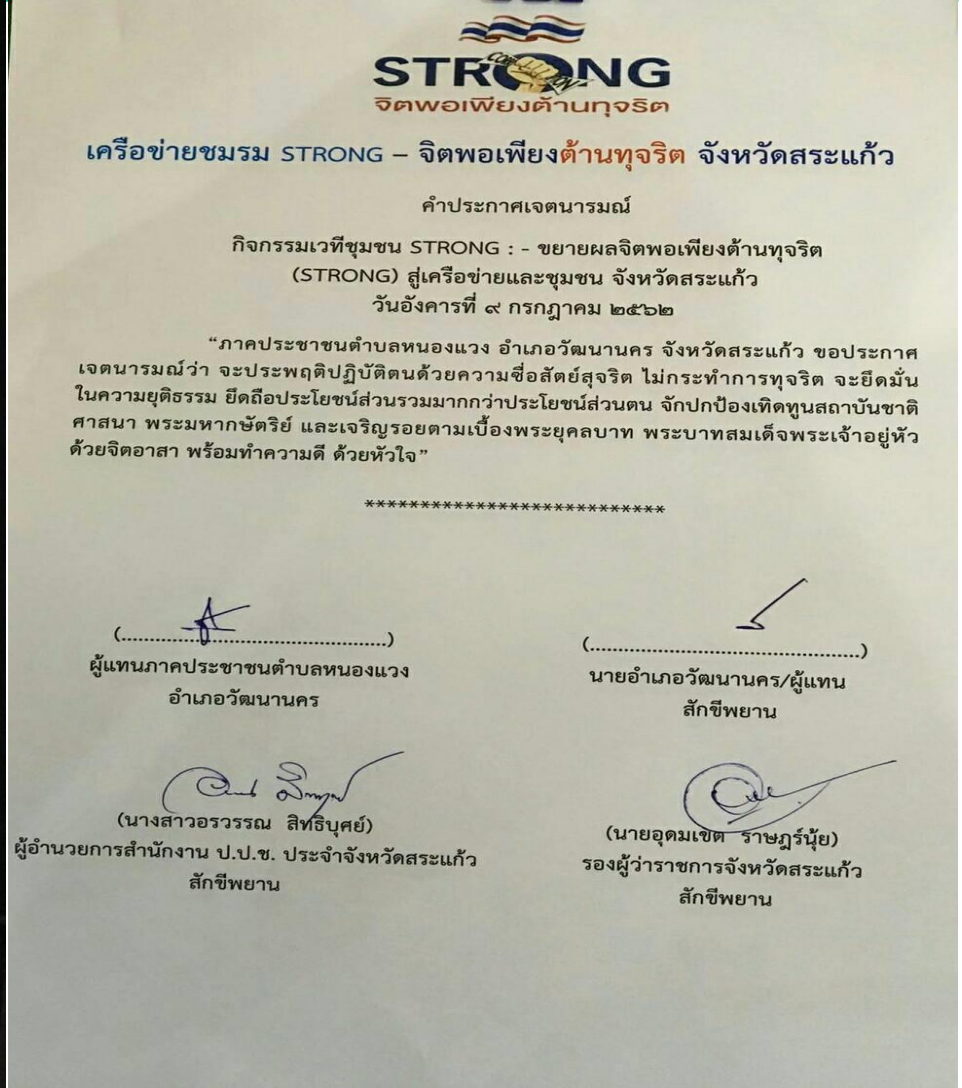 STRONG
จิตพอเพียงต้านทุจริต
เครือข่ายชมรม STRONG – จิตพอเพียงต้านทุจริต จังหวัดสระแก้ว
คำประกาศเจตนารมณ์
กิจกรรมเวทีชุมชน STRONG : - ขยายผลจิตพอเพียงต้านทุจริต
(STRONG) สู่เครือข่ายและชุมชน จังหวัดสระแก้ว
วันอังคารที่ ๙ กรกฎาคม ๒๕๖๒
“ภาคประชาชนตำบลหนองแวง อำเภอวัฒนานคร จังหวัดสระแก้ว ขอประกาศ
เจตนารมณ์ว่า จะประพฤติปฏิบัติตนด้วยความซื่อสัตย์สุจริต ไม่กระทำการทุจริต จะยึดมั่น
ในความยุติธรรม ยึดถือประโยชน์ส่วนรวมมากกว่าประโยชน์ส่วนตน จักปกป้องเทิดทูนสถาบันชาติ
ศาสนา พระมหากษัตริย์ และเจริญรอยตามเบื้องพระยุคลบาท พระบาทสมเด็จพระเจ้าอยู่หัว
ด้วยจิตอาสา พร้อมทำความดี ด้วยหัวใจ”
***************************
(................................................)
ผู้แทนภาคประชาชนตำบลหนองแวง
อำเภอวัฒนานคร
(................................................)
นายอำเภอวัฒนานคร/ผู้แทน
สักขีพยาน
(นางสาวอรวรรณ สิทธิบุศย์)
ผู้อำนวยการสำนักงาน ป.ป.ช. ประจำจังหวัดสระแก้ว
สักขีพยาน
(นายอุดมเขต ราษฎร์นุ้ย)
รองผู้ว่าราชการจังหวัดสระแก้ว
สักขีพยาน